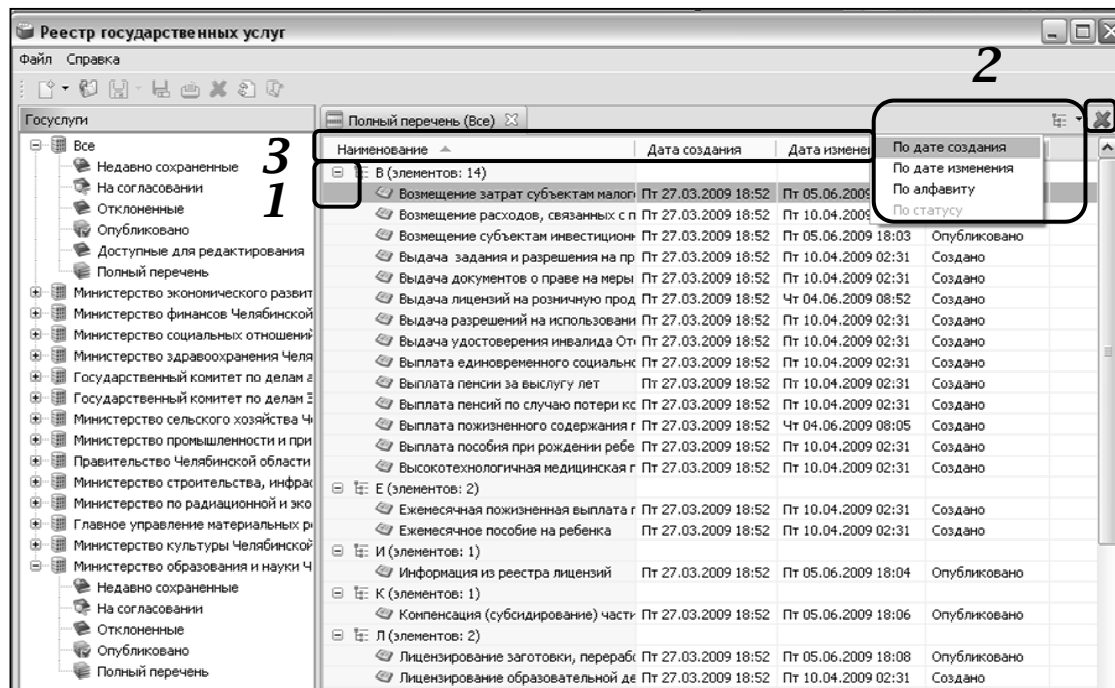 Реестр государственных услуг
Файл Справка
2
Госуслуги
Полный перечень (Все)
3
1
Наименование Дата создания Дата изменен
По дате создания
По дате изменения
По алфавиту
По статусу
Все
Недавно сохраненные
На согласовании
Отклоненные
Опубликовано
Доступные для редактирования
Полный перечень
Министерство экономического развит
Министерство финансов Челябинской
Министерство социальных отношений
Министерство здравоохранения Челя
Государственный комитет по делам а
Государственный комитет по делам З
Министерство сельского хозяйства Ч
Министерство промышленности и при
Правительство Челябинской области
Министерство строительства, инфрас
Министерство по радиационной и эко
Главное управление материальных р
Министерство культуры Челябинской
Министерство образования и науки Ч
Недавно сохраненные
На согласовании
Отклоненные
Опубликовано
Полный перечень
В (элементов: 14)
Возмещение затрат субъектам малог Пт 27.03.2009 18:52 Пт 05.06.2009
Возмещение расходов, связанных с п Пт 27.03.2009 18:52 Пт 10.04.2009
Возмещение субъектам инвестиционн Пт 27.03.2009 18:52 Пт 05.06.2009 18:03 Опубликовано
Выдача задания и разрешения на пр Пт 27.03.2009 18:52 Пт 10.04.2009 02:31 Создано
Выдача документов о праве на меры Пт 27.03.2009 18:52 Пт 10.04.2009 02:31 Создано
Выдача лицензий на розничную прод Пт 27.03.2009 18:52 Чт 04.06.2009 08:52 Создано
Выдача разрешений на использовани Пт 27.03.2009 18:52 Пт 10.04.2009 02:31 Создано
Выдача удостоверения инвалида От Пт 27.03.2009 18:52 Пт 10.04.2009 02:31 Создано
Выплата единовременного социальн Пт 27.03.2009 18:52 Пт 10.04.2009 02:31 Создано
Выплата пенсии за выслугу лет Пт 27.03.2009 18:52 Пт 10.04.2009 02:31 Создано
Выплата пенсий по случаю потери кс Пт 27.03.2009 18:52 Пт 10.04.2009 02:31 Создано
Выплата пожизненного содержания г Пт 27.03.2009 18:52 Чт 04.06.2009 08:05 Создано
Выплата пособия при рождении ребе Пт 27.03.2009 18:52 Пт 10.04.2009 02:31 Создано
Высокотехнологичная медицинская г Пт 27.03.2009 18:52 Пт 10.04.2009 02:31 Создано
Е (элементов: 2)
Ежемесячная пожизненная выплата г Пт 27.03.2009 18:52 Пт 10.04.2009 02:31 Создано
Ежемесячное пособие на ребенка Пт 27.03.2009 18:52 Пт 10.04.2009 02:31 Создано
И (элементов: 1)
Информация из реестра лицензий Пт 27.03.2009 18:52 Пт 05.06.2009 18:04 Опубликовано
К (элементов: 1)
Компенсация (субсидирование) части Пт 27.03.2009 18:52 Пт 05.06.2009 18:06 Опубликовано
Л (элементов: 2)
Лицензирование заготовки, перерабо Пт 27.03.2009 18:52 Пт 05.06.2009 18:08 Опубликовано
Лицензирование образовательной де Пт 27.03.2009 18:52 Пт 10.04.2009 02:31 Создано